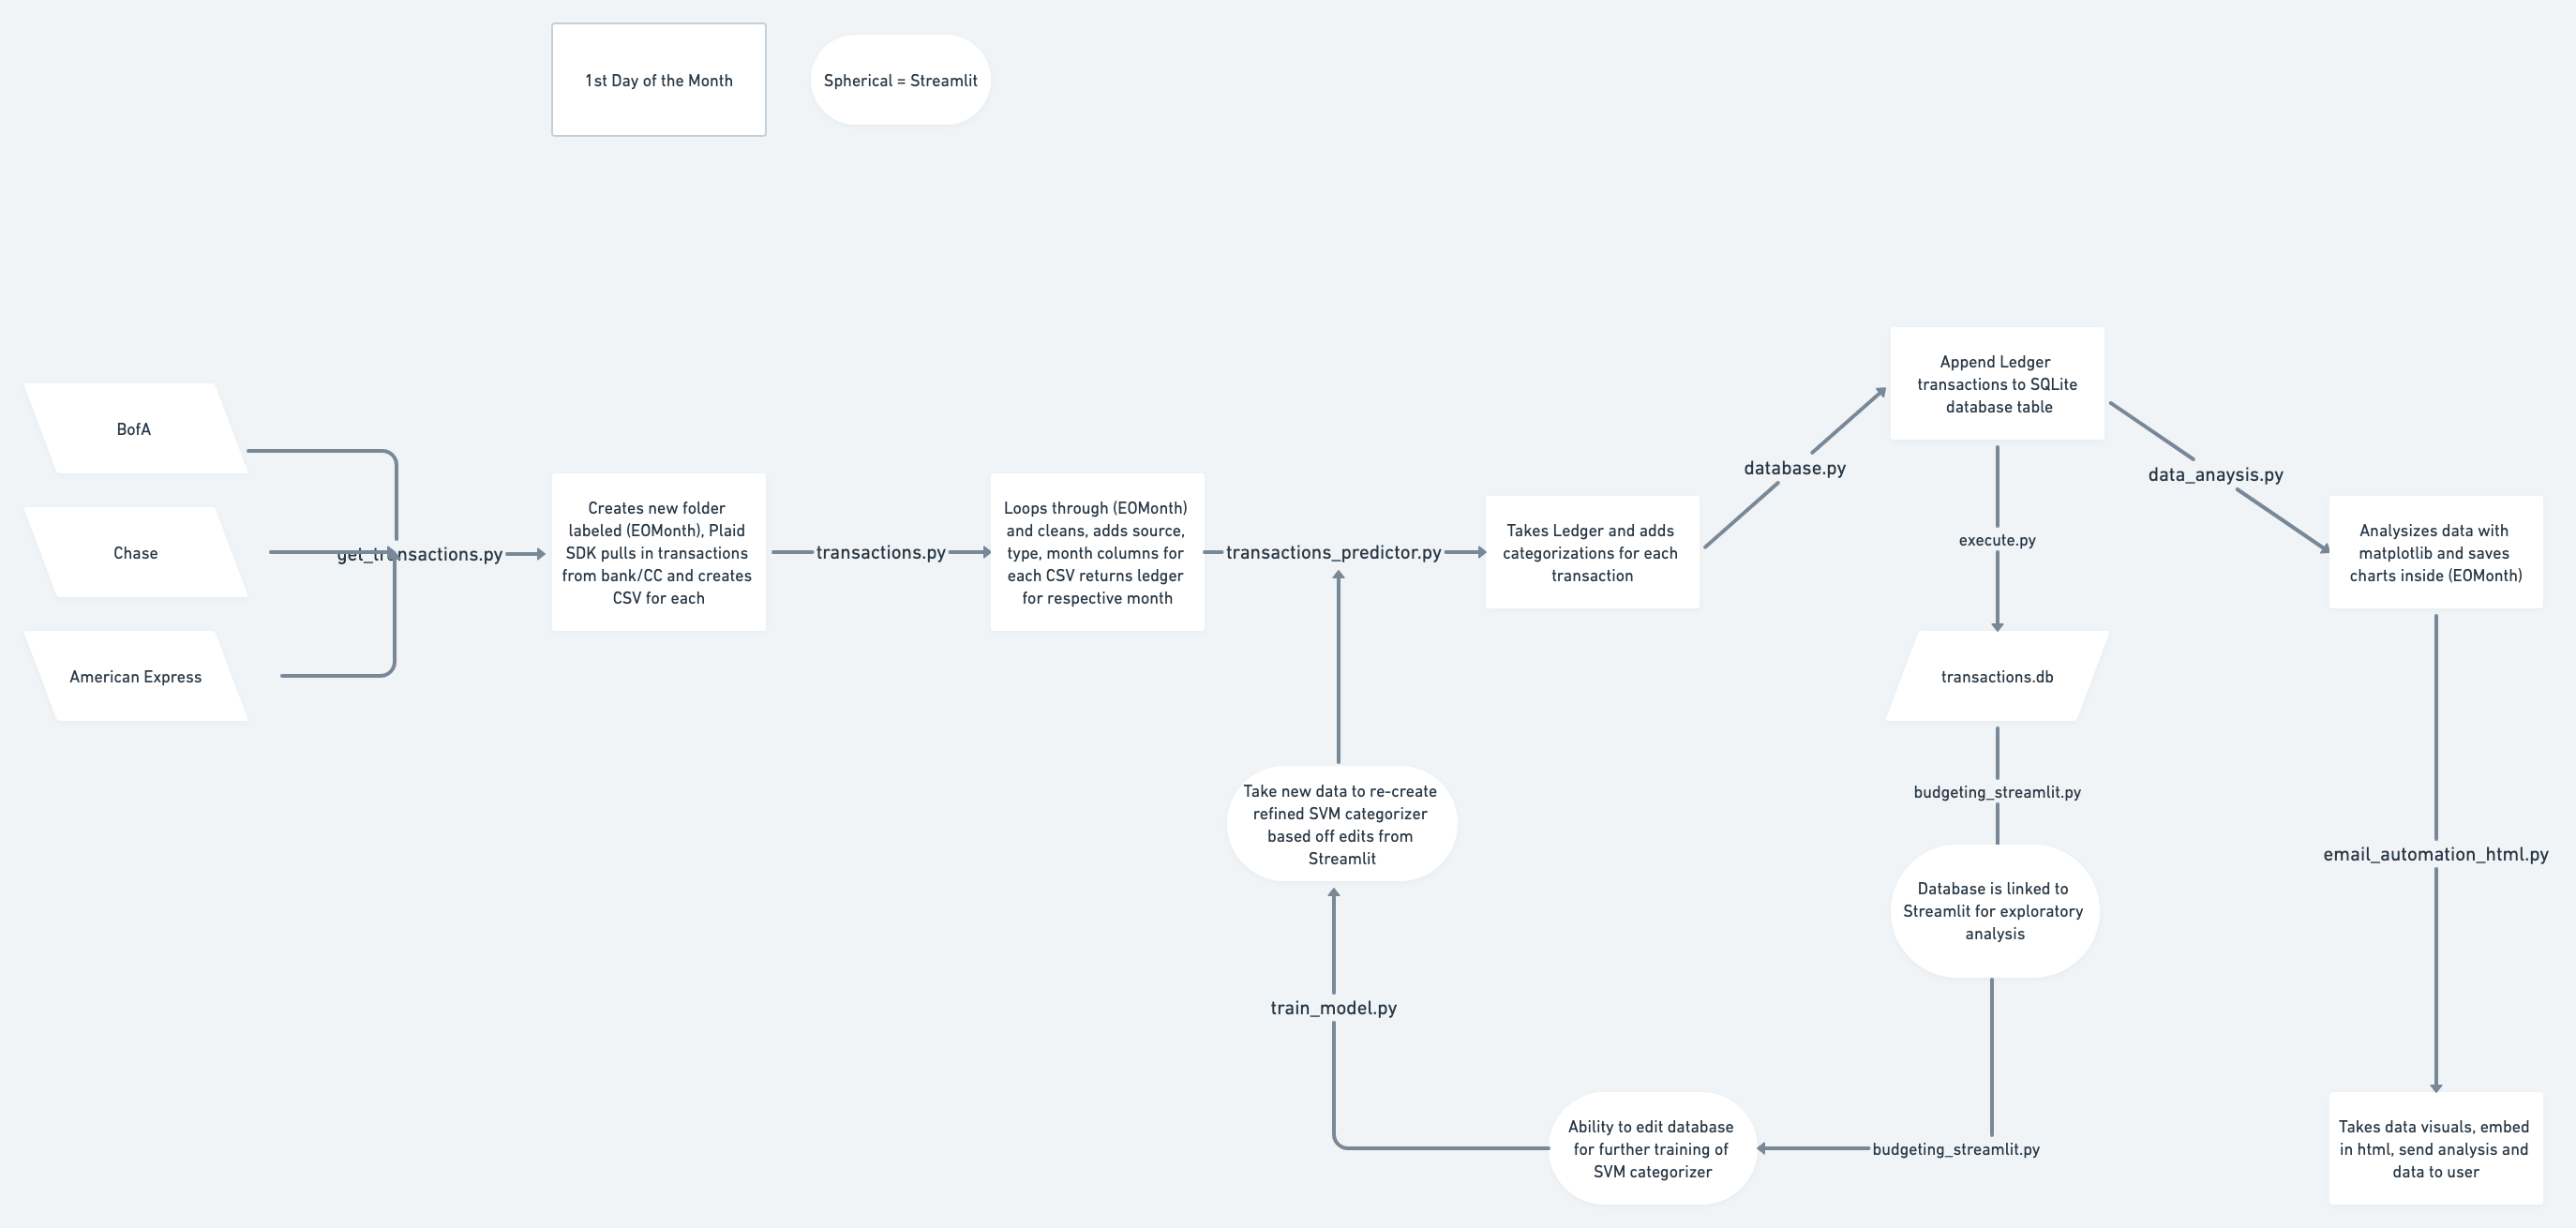 1st Day of the Month
Spherical = Streamlit
BofA
Chase
American Express
get_transactions.py
Creates new folder
labeled (EOMonth), Plaid
SDK pulls in transactions
from bank/CC and creates
CSV for each
transactions.py
Loops through (EOMonth)
and cleans, adds source,
type, month columns for
each CSV returns ledger
for respective month
transactions_predictor.py
Takes Ledger and adds
categorizations for each
transaction
database.py
Append Ledger
transactions to SQLite
database table
data_anaysis.py
Analysizes data with
matplotlib and saves
charts inside (EOMonth)
execute.py
transactions.db
budgeting_streamlit.py
Database is linked to
Streamlit for exploratory
analysis
budgeting_streamlit.py
Ability to edit database
for further training of
SVM categorizer
train_model.py
Take new data to re-create
refined SVM categorizer
based off edits from
Streamlit
email_automation_html.py
Takes data visuals, embed
in html, send analysis and
data to user